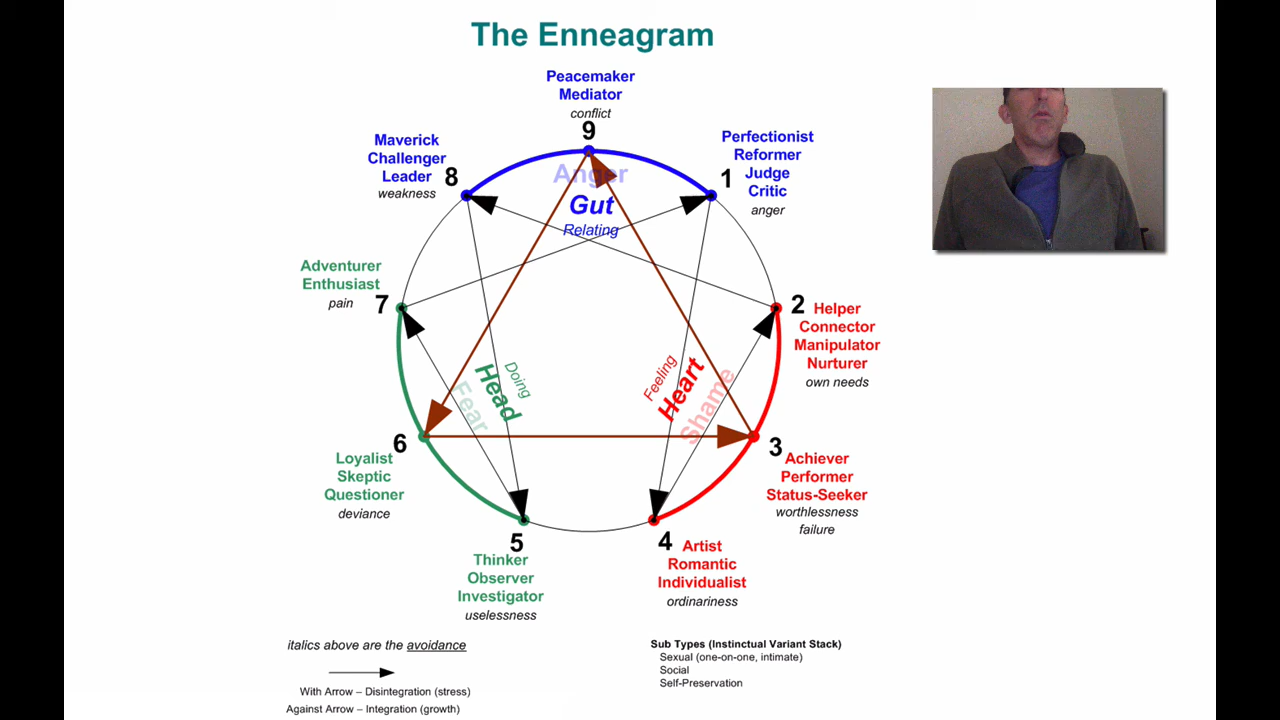 The Enneagram
Peacemaker
Mediator
conflict
9
Maverick
Challenger
Leader
weakness
8
Perfectionist
Reformer
Judge
Critic
anger
1
Anger
Gut
Relating
Adventurer
Enthusiast
pain
7
2
Helper
Connector
Manipulator
Nurturer
own needs
Doing
Head
Fear
Feeling
Heart
Shame
6
Loyalist
Skeptic
Questioner
deviance
3
Achiever
Performer
Status-Seeker
worthlessness
failure
5
Thinker
Observer
Investigator
uselessness
4
Artist
Romantic
Individualist
ordinariness
italics above are the avoidance
With Arrow – Disintegration (stress)
Against Arrow – Integration (growth)
Sub Types (Instinctual Variant Stack)
Sexual (one-on-one, intimate)
Social
Self-Preservation